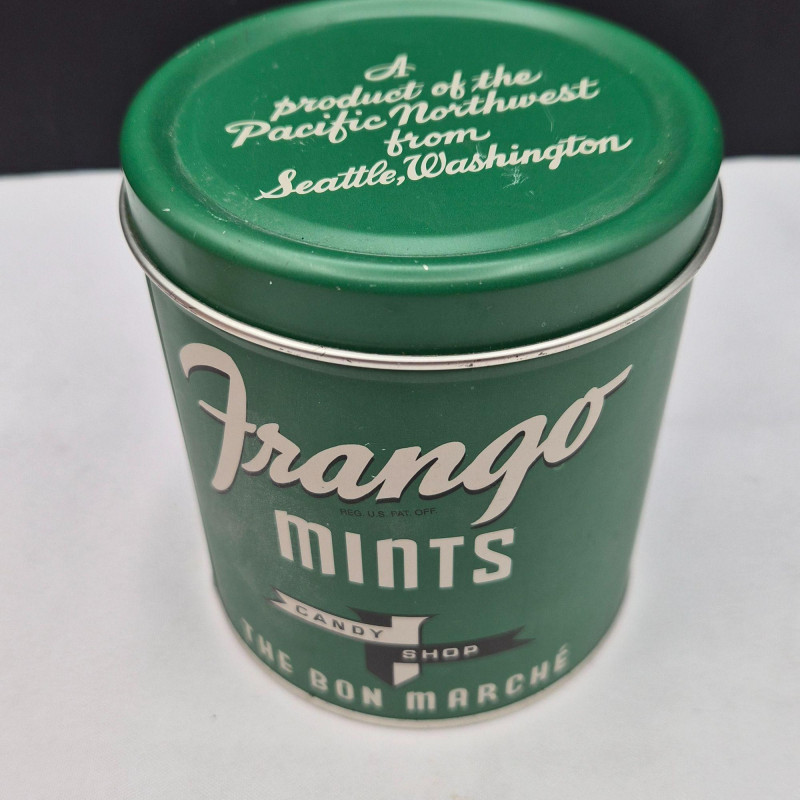 A
product of the
Pacific Northwest
from
Seattle, Washington
Frango
REG. U.S. PAT. OFF.
MINTS
CANDY
SHOP
THE BON MARCHÉ